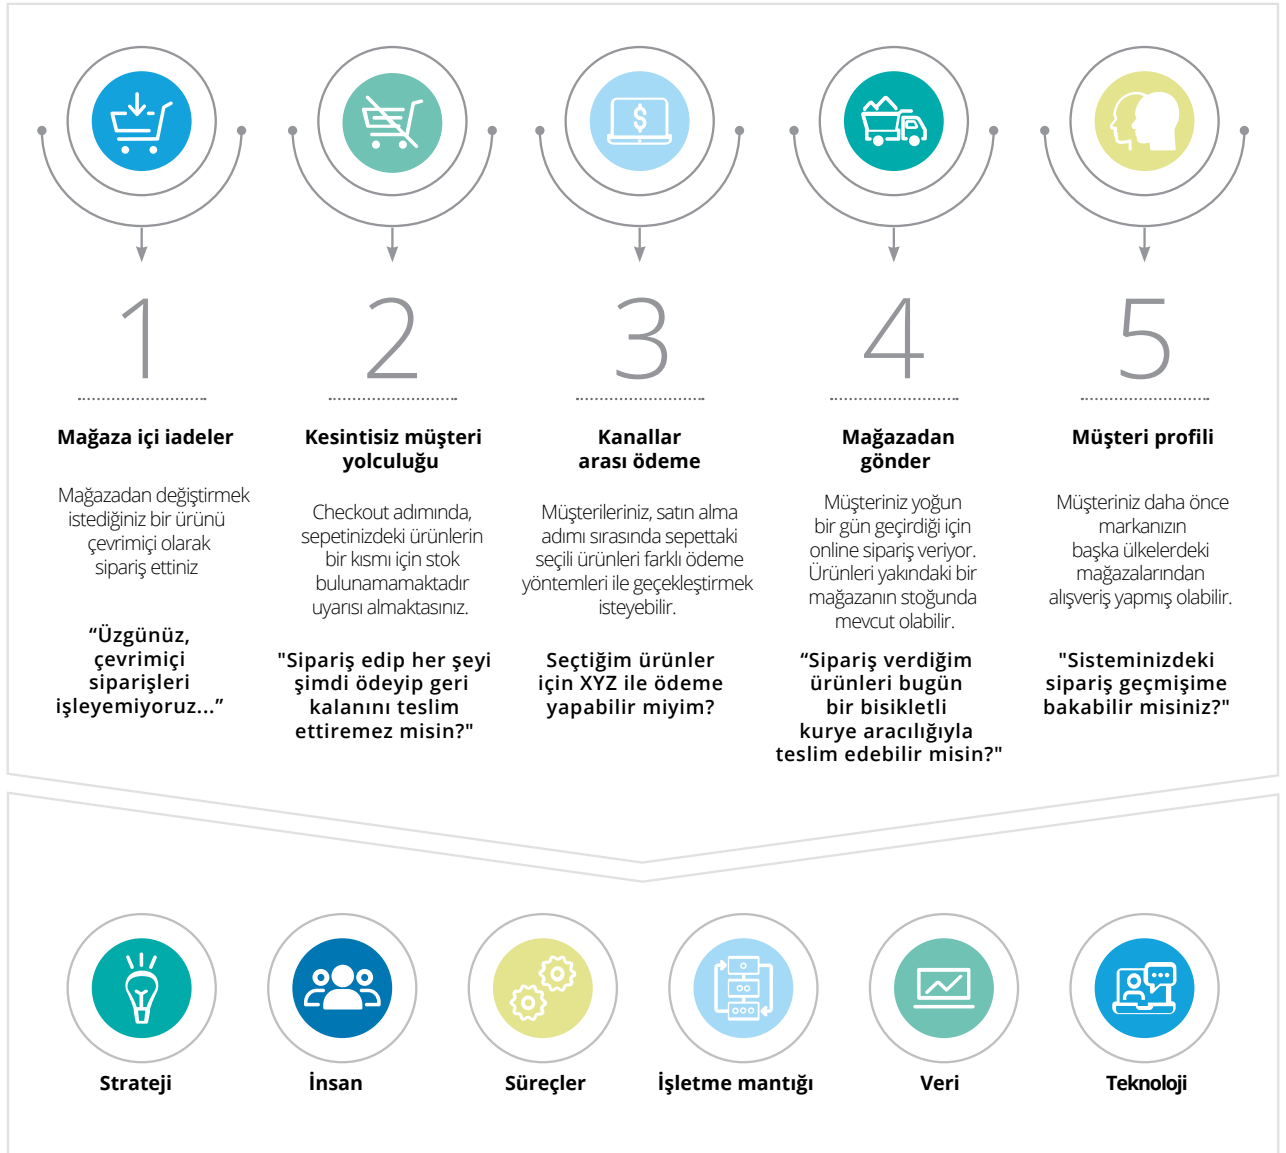 1
Mağaza içi iadeler
Mağazadan değiştirmek
istediğiniz bir ürünü
çevrimiçi olarak
sipariş ettiniz
“Üzgünüz,
çevrimiçi
siparişleri
işleyemiyoruz...”
2
Kesintisiz müşteri
yolculuğu
Checkout adımında,
sepetinizdeki ürünlerin
bir kısmı için stok
bulunamamaktadır
uyarısı almaktasınız.
"Sipariş edip her şeyi
şimdi ödeyip geri
kalanını teslim
ettiremez misin?"
3
Kanallar
arası ödeme
Müşterileriniz, satın alma
adımı sırasında sepettaki
seçili ürünleri farklı ödeme
yöntemleri ile geçekleştirmek
isteyebilir.
Seçtiğim ürünler
için XYZ ile ödeme
yapabilir miyim?
4
Mağazadan
gönder
Müşteriniz yoğun
bir gün geçirdiği için
online sipariş veriyor.
Ürünleri yakındaki bir
mağazanın stoğunda
mevcut olabilir.
“Sipariş verdiğim
ürünleri bugün
bir bisikletli
kurye aracılığıyla
teslim edebilir misin?"
5
Müşteri profili
Müşteriniz daha önce
markanızın
başka ülkelerdeki
mağazalarından
alışveriş yapmış olabilir.
"Sisteminizdeki
sipariş geçmişime
bakabilir misiniz?"
$
Strateji
İnsan
Süreçler
İşletme mantığı
Veri
Teknoloji